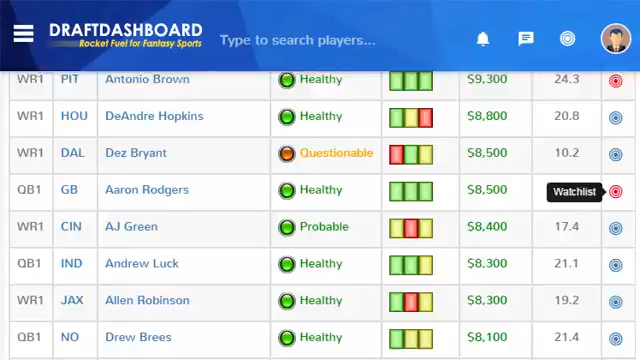 DRAFTDASHBOARD
Rocket Fuel for Fantasy Sports
Type to search players...
WR1 PIT Antonio Brown Healthy $9,300 24.3
WR1 HOU DeAndre Hopkins Healthy $8,800 20.8
WR1 DAL Dez Bryant Questionable $8,500 10.2
QB1 GB Aaron Rodgers Healthy $8,500 Watchlist
WR1 CIN AJ Green Probable $8,400 17.4
QB1 IND Andrew Luck Healthy $8,300 21.1
WR1 JAX Allen Robinson Healthy $8,300 19.2
QB1 NO Drew Brees Healthy $8,100 21.4